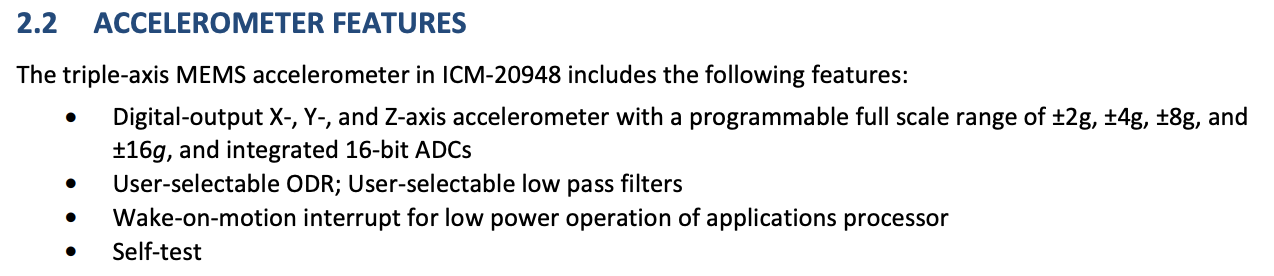 2.2 ACCELEROMETER FEATURES
The triple-axis MEMS accelerometer in ICM-20948 includes the following features:
• Digital-output X-, Y-, and Z-axis accelerometer with a programmable full scale range of ±2g, ±4g, ±8g, and
±16g, and integrated 16-bit ADCs
• User-selectable ODR; User-selectable low pass filters
• Wake-on-motion interrupt for low power operation of applications processor
• Self-test